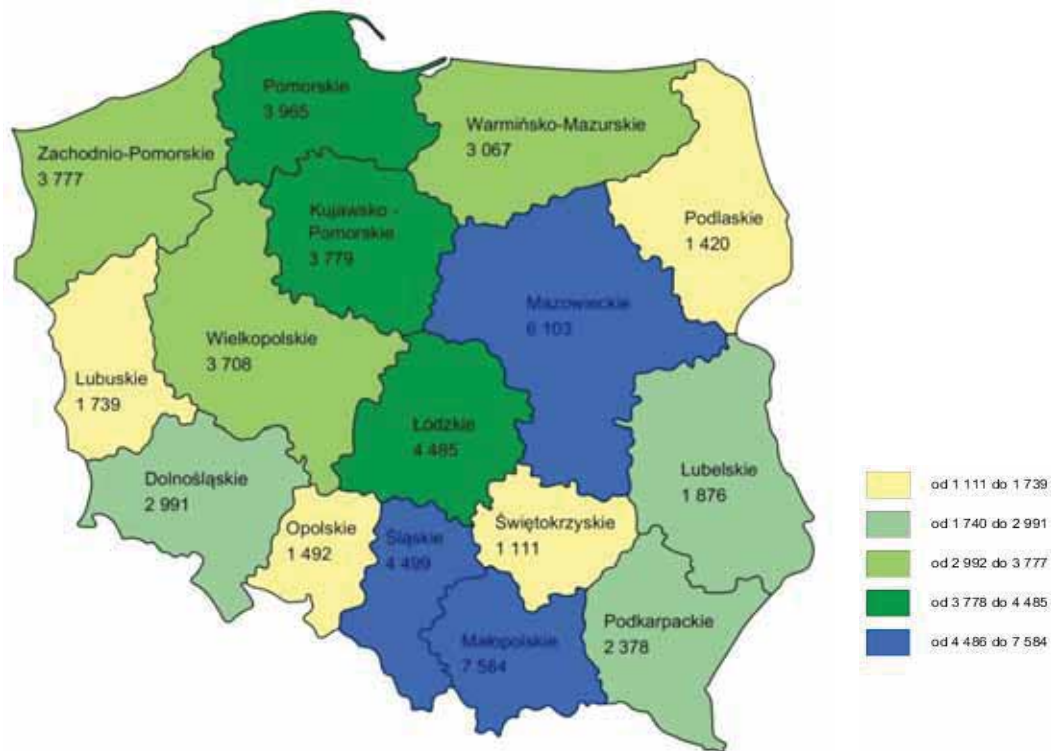 Pomorskie
3 965
Warmińsko-Mazurskie
3 067
Zachodnio-Pomorskie
3 777
Kujawsko -
Pomorskie
3 779
Podlaskie
1 420
Mazowieckie
6 103
Wielkopolskie
3 708
Lubuskie
1 739
Łódzkie
4 485
Dolnośląskie
2 991
Lubelskie
1 876
Opolskie
1 492
Śląskie
4 499
Świętokrzyskie
1 111
Małopolskie
7 584
Podkarpackie
2 378
od 1 111 do 1 739
od 1 740 do 2 991
od 2 992 do 3 777
od 3 778 do 4 485
od 4 486 do 7 584